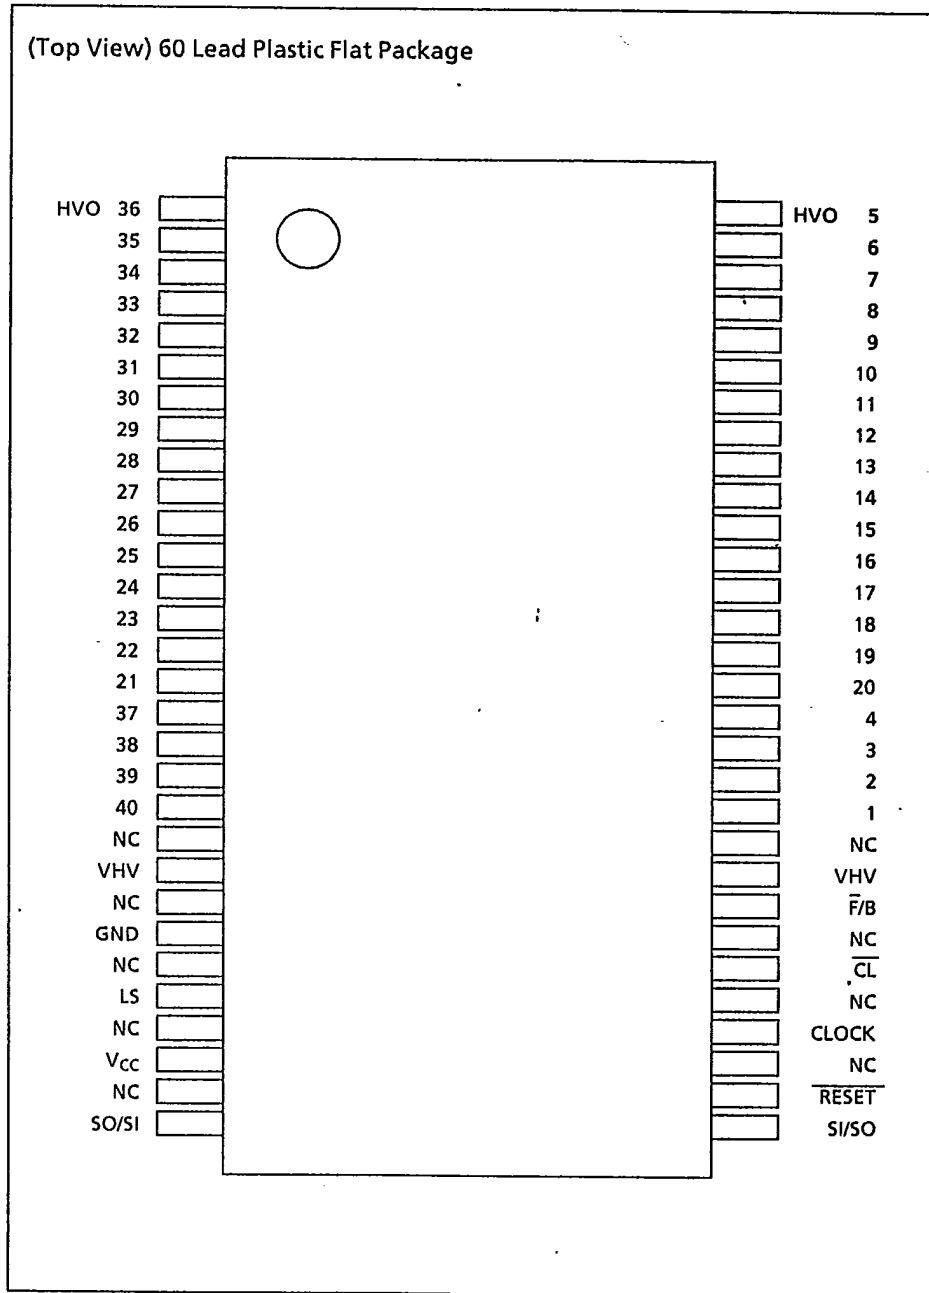 (Top View) 60 Lead Plastic Flat Package
HVO 36
35
34
33
32
31
30
29
28
27
26
25
24
23
22
21
37
38
39
40
NC
VHV
NC
GND
NC
LS
NC
VCC
NC
SO/SI
HVO 5
6
7
8
9
10
11
12
13
14
15
16
17
18
19
20
4
3
2
1
NC
VHV
F̅/B
NC
C̅L̅
NC
CLOCK
NC
R̅E̅S̅E̅T̅
SI/SO